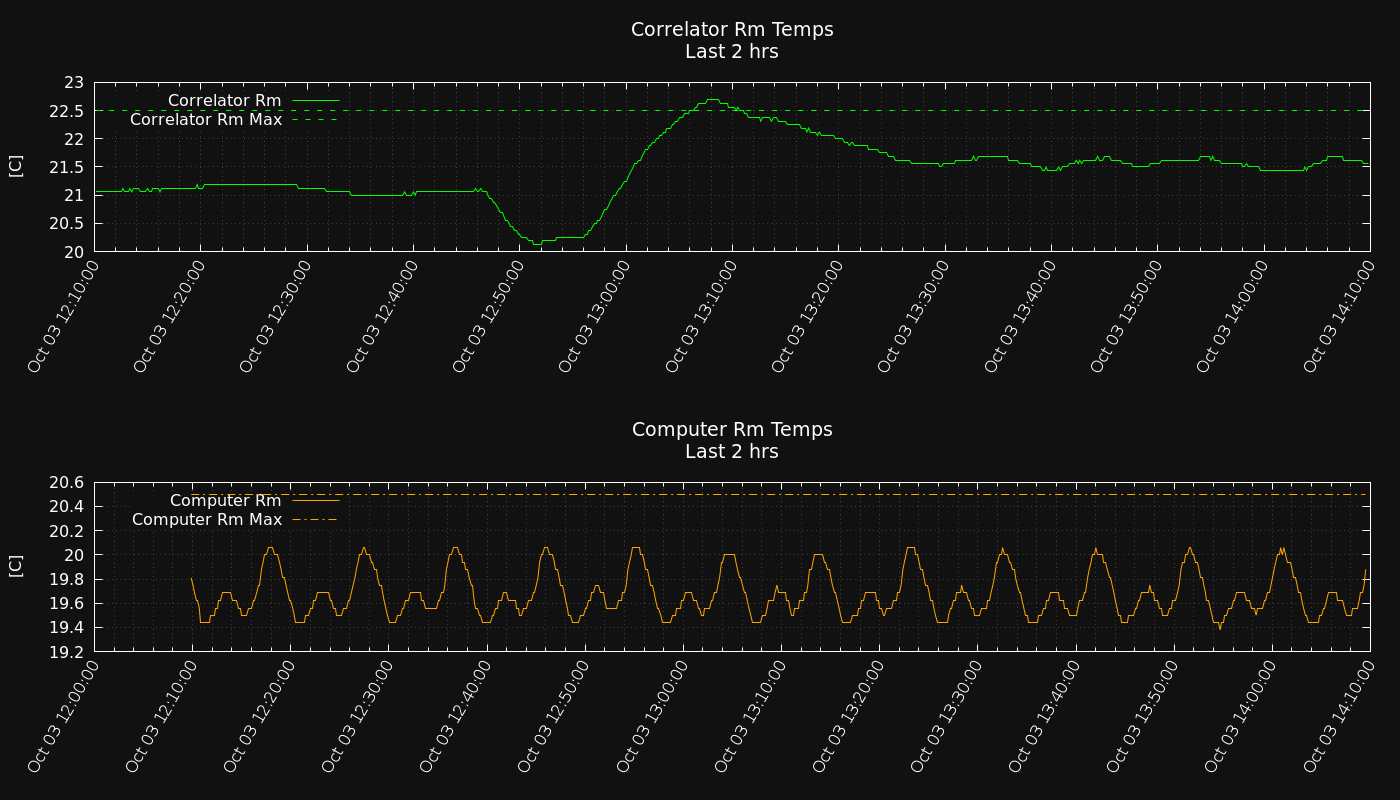 Correlator Rm Temps
Last 2 hrs
23
22.5
22
21.5
21
20.5
20
[C]
Correlator Rm
Correlator Rm Max
Oct 03 12:10:00
Oct 03 12:20:00
Oct 03 12:30:00
Oct 03 12:40:00
Oct 03 12:50:00
Oct 03 13:00:00
Oct 03 13:10:00
Oct 03 13:20:00
Oct 03 13:30:00
Oct 03 13:40:00
Oct 03 13:50:00
Oct 03 14:00:00
Oct 03 14:10:00
Computer Rm Temps
Last 2 hrs
20.6
20.4
20.2
20
19.8
19.6
19.4
19.2
[C]
Computer Rm
Computer Rm Max
Oct 03 12:00:00
Oct 03 12:10:00
Oct 03 12:20:00
Oct 03 12:30:00
Oct 03 12:40:00
Oct 03 12:50:00
Oct 03 13:00:00
Oct 03 13:10:00
Oct 03 13:20:00
Oct 03 13:30:00
Oct 03 13:40:00
Oct 03 13:50:00
Oct 03 14:00:00
Oct 03 14:10:00